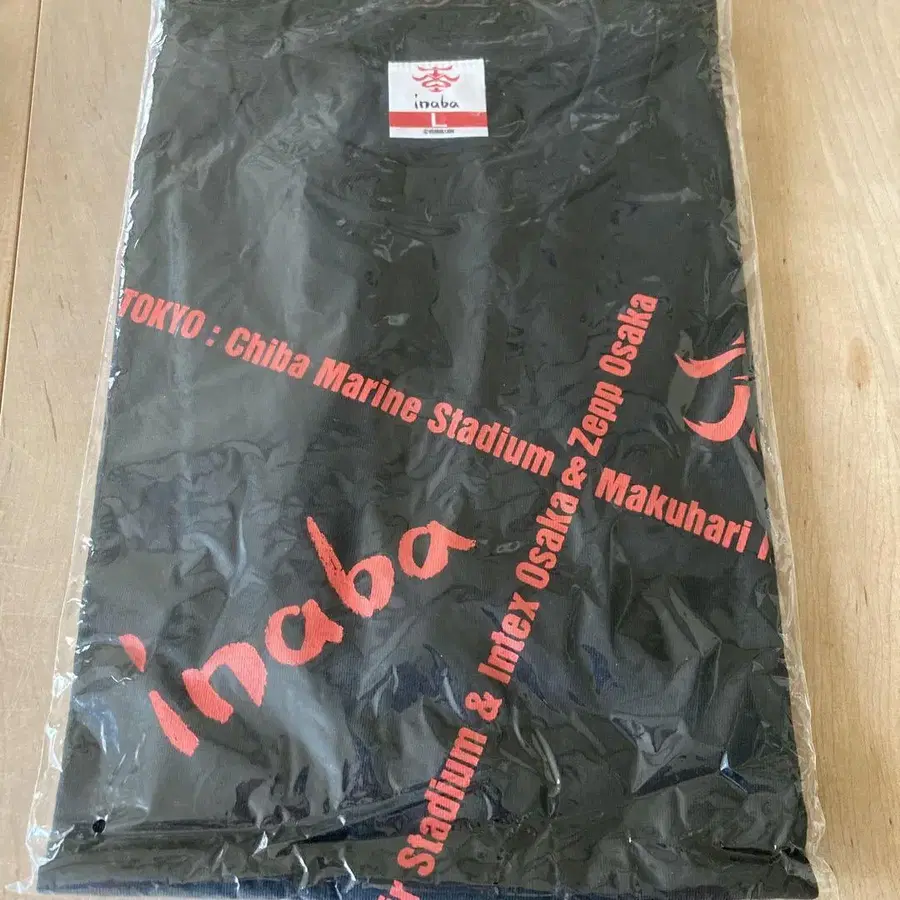 inaba
L
TOKYO : Chiba Marine Stadium & Makuhari
Stadium & Intex Osaka & Zepp Osaka
inaba